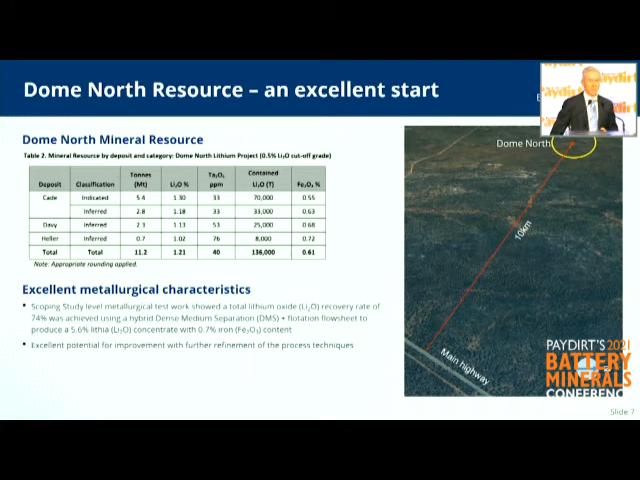 Dome North Resource – an excellent start
Paydirt
Dome North Mineral Resource
Table 2. Mineral Resource by deposit and category: Dome North Lithium Project (0.5% Li₂O cut-off grade)
Deposit Classification Tonnes (Mt) Li₂O % Ta₂O₅ ppm Contained Li₂O (T) Fe₂O₃ %
Cade Indicated 5.4 1.30 33 70,000 0.55
Inferred 2.8 1.18 33 33,000 0.63
Davy Inferred 2.3 1.13 53 25,000 0.68
Heller Inferred 0.7 1.02 76 8,000 0.72
Total Total 11.2 1.21 40 136,000 0.61
Note: Appropriate rounding applied.
Excellent metallurgical characteristics
• Scoping Study level metallurgical test work showed a total lithium oxide (Li₂O) recovery rate of
74% was achieved using a hybrid Dense Medium Separation (DMS) + flotation flowsheet to
produce a 5.6% lithia (Li₂O) concentrate with 0.7% iron (Fe₂O₃) content
• Excellent potential for improvement with further refinement of the process techniques
Dome North
10km
Main highway
PAYDIRT'S 2021
BATTERY
MINERALS
CONFERENC
Slide 7